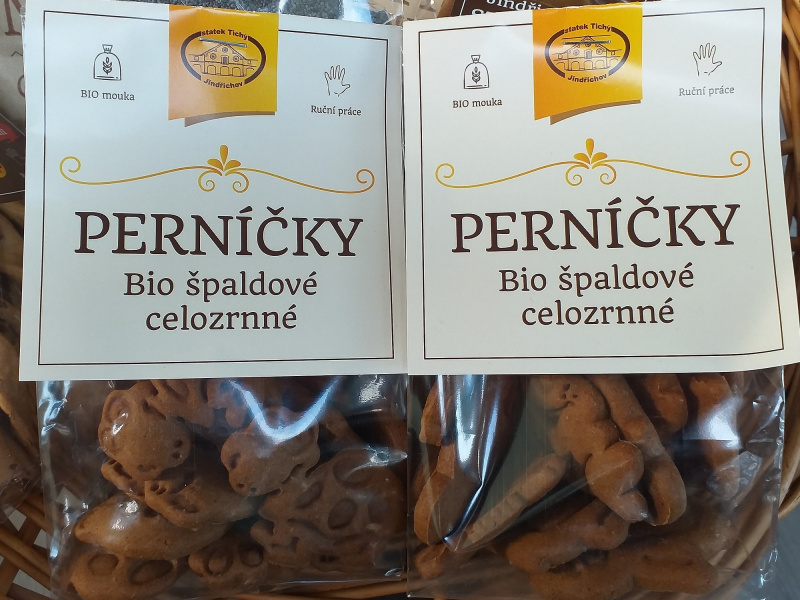 statek Tichý
Jindřichov
BIO mouka
Ruční práce
PERNÍČKY
Bio špaldové
celozrnné
statek Tichý
Jindřichov
BIO mouka
Ruční práce
PERNÍČKY
Bio špaldové
celozrnné